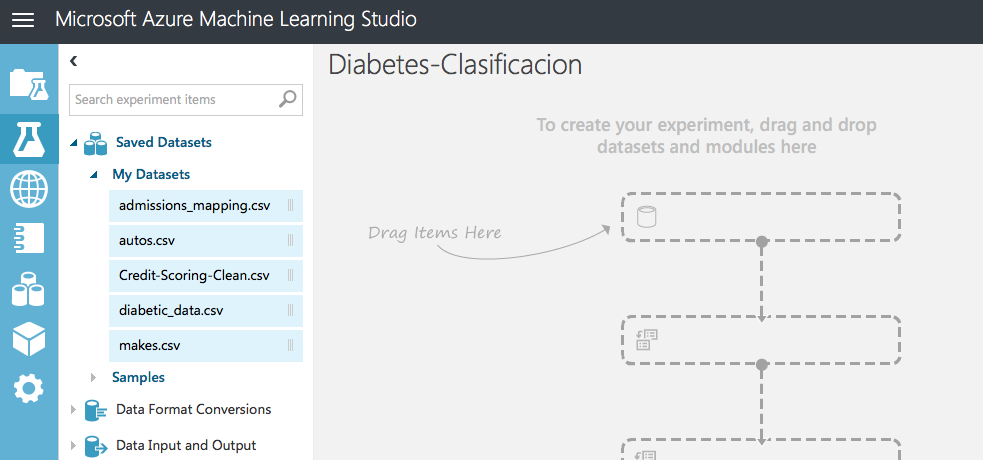 Microsoft Azure Machine Learning Studio
Diabetes-Clasificacion
Search experiment items
Saved Datasets
My Datasets
admissions_mapping.csv
autos.csv
Credit-Scoring-Clean.csv
diabetic_data.csv
makes.csv
Samples
Data Format Conversions
Data Input and Output
To create your experiment, drag and drop
datasets and modules here
Drag Items Here